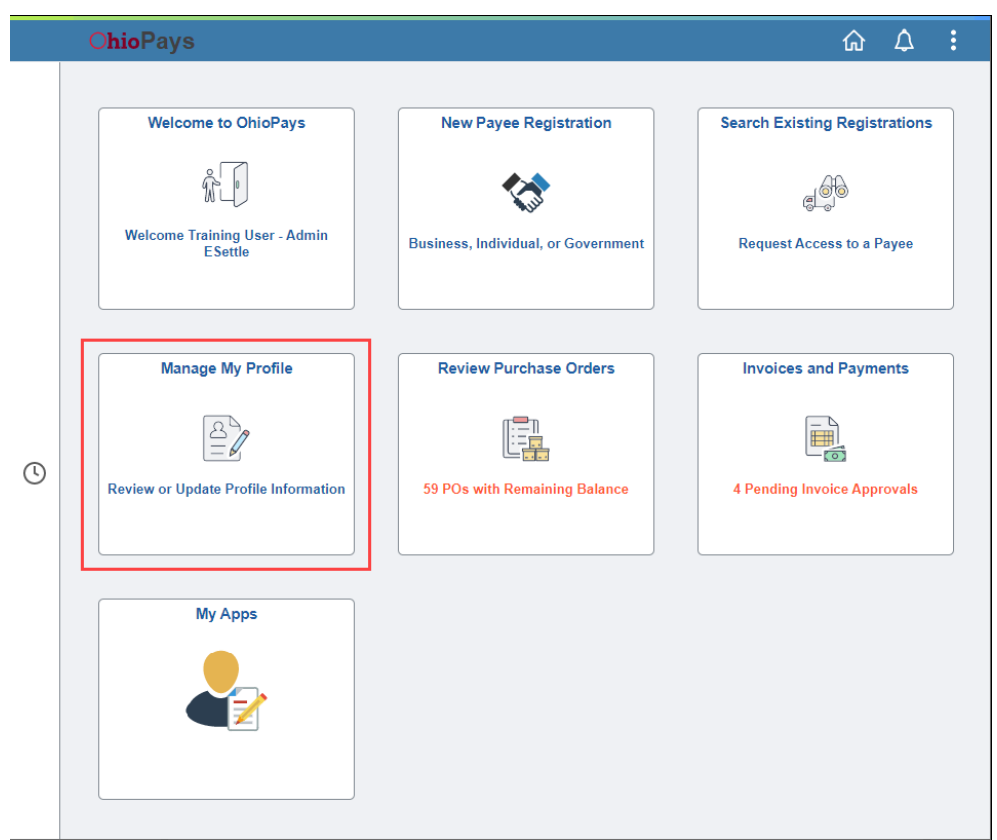 OhioPays
Welcome to OhioPays
Welcome Training User - Admin
ESettle
New Payee Registration
Business, Individual, or Government
Search Existing Registrations
Request Access to a Payee
Manage My Profile
Review or Update Profile Information
Review Purchase Orders
59 POs with Remaining Balance
Invoices and Payments
4 Pending Invoice Approvals
My Apps